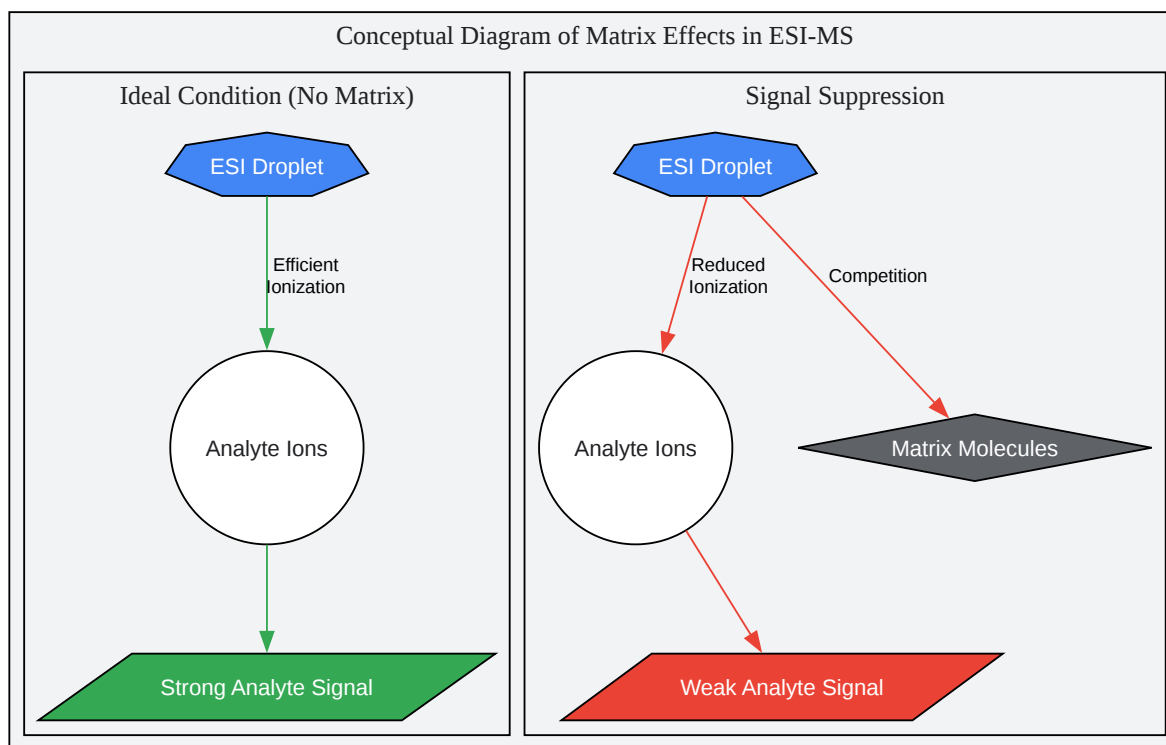 Conceptual Diagram of Matrix Effects in ESI-MS
Ideal Condition (No Matrix)
ESI Droplet
Efficient
Ionization
Analyte Ions
Strong Analyte Signal
Signal Suppression
ESI Droplet
Reduced
Ionization
Competition
Analyte Ions
Matrix Molecules
Weak Analyte Signal